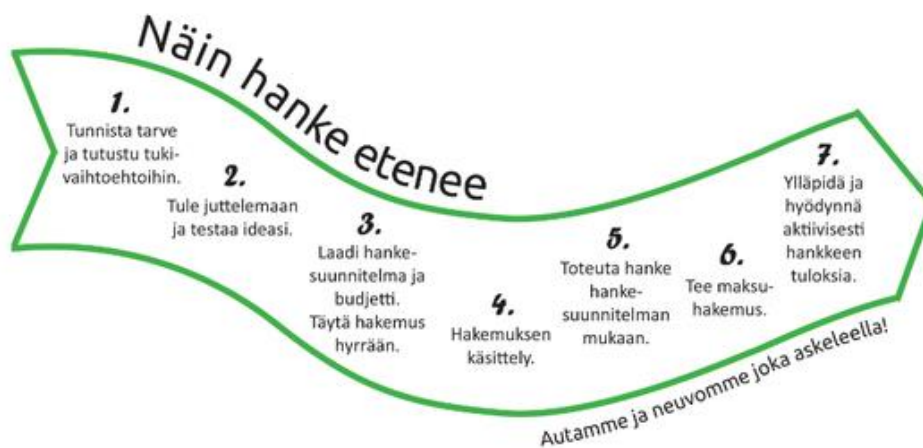 Näin hanke etenee
1.
Tunnista tarve
ja tutustu tuki-
vaihtoehtoihin.
2.
Tule juttelemaan
ja testaa ideasi.
3.
Laadi hanke-
suunnitelma ja
budjetti.
Täytä hakemus
hyrrään.
4.
Hakemuksen
käsittely.
5.
Toteuta hanke
hanke-
suunnitelman
mukaan.
6.
Tee maksu-
hakemus.
7.
Ylläpidä ja
hyödynnä
aktiivisesti
hankkeen
tuloksia.
Autamme ja neuvomme joka askeleella!